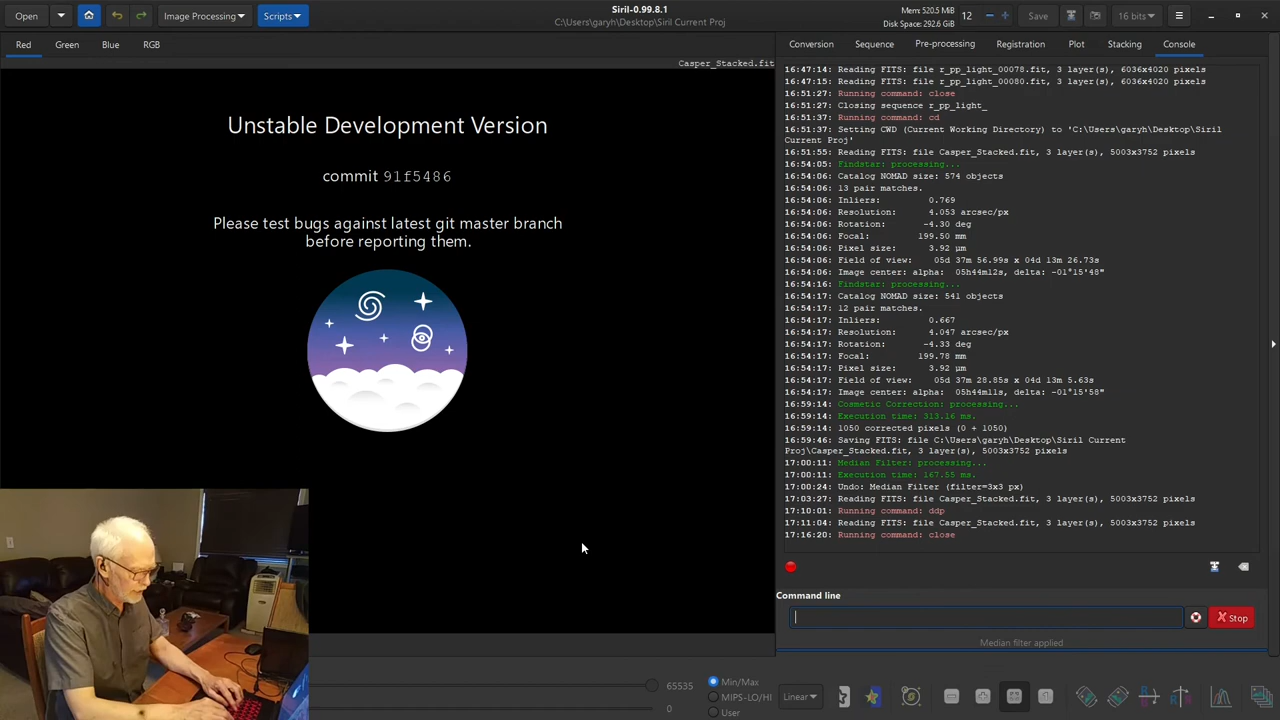 Siril-0.99.8.1
C:\Users\garyh\Desktop\Siril Current Proj
Open
Image Processing
Scripts
Mem: 520.5 MiB
Disk Space: 292.6 GiB
12
Save
16 bits
Red Green Blue RGB
Casper_Stacked.fit
Conversion Sequence Pre-processing Registration Plot Stacking Console
Unstable Development Version
commit 91f5486
Please test bugs against latest git master branch
before reporting them.
16:47:14: Reading FITS: file r_pp_light_00078.fit, 3 layer(s), 6036x4020 pixels
16:47:15: Reading FITS: file r_pp_light_00080.fit, 3 layer(s), 6036x4020 pixels
16:51:27: Running command: close
16:51:27: Closing sequence r_pp_light_
16:51:37: Running command: cd
16:51:37: Setting CWD (Current Working Directory) to 'C:\Users\garyh\Desktop\Siril
Current Proj'
16:51:55: Reading FITS: file Casper_Stacked.fit, 3 layer(s), 5003x3752 pixels
16:54:05: Findstar: processing...
16:54:06: Catalog NOMAD size: 574 objects
16:54:06: 13 pair matches.
16:54:06: Inliers: 0.769
16:54:06: Resolution: 4.053 arcsec/px
16:54:06: Rotation: -4.30 deg
16:54:06: Focal: 199.50 mm
16:54:06: Pixel size: 3.92 µm
16:54:06: Field of view: 05d 37m 56.99s x 04d 13m 26.73s
16:54:06: Image center: alpha: 05h44m12s, delta: -01°15'48"
16:54:16: Findstar: processing...
16:54:17: Catalog NOMAD size: 541 objects
16:54:17: 12 pair matches.
16:54:17: Inliers: 0.667
16:54:17: Resolution: 4.047 arcsec/px
16:54:17: Rotation: -4.33 deg
16:54:17: Focal: 199.78 mm
16:54:17: Pixel size: 3.92 µm
16:54:17: Field of view: 05d 37m 28.85s x 04d 13m 5.63s
16:54:17: Image center: alpha: 05h44m11s, delta: -01°15'58"
16:59:14: Cosmetic Correction: processing...
16:59:14: Execution time: 313.16 ms.
16:59:14: 1050 corrected pixels (0 + 1050)
16:59:46: Saving FITS: file C:\Users\garyh\Desktop\Siril Current
Proj\Casper_Stacked.fit, 3 layer(s), 5003x3752 pixels
17:00:11: Median Filter: processing...
17:00:11: Execution time: 167.55 ms.
17:00:24: Undo: Median Filter (filter=3x3 px)
17:03:27: Reading FITS: file Casper_Stacked.fit, 3 layer(s), 5003x3752 pixels
17:10:01: Running command: ddp
17:11:04: Reading FITS: file Casper_Stacked.fit, 3 layer(s), 5003x3752 pixels
17:16:20: Running command: close
Command line
Stop
Median filter applied
65535
0
Min/Max
MIPS-LO/HI
User
Linear